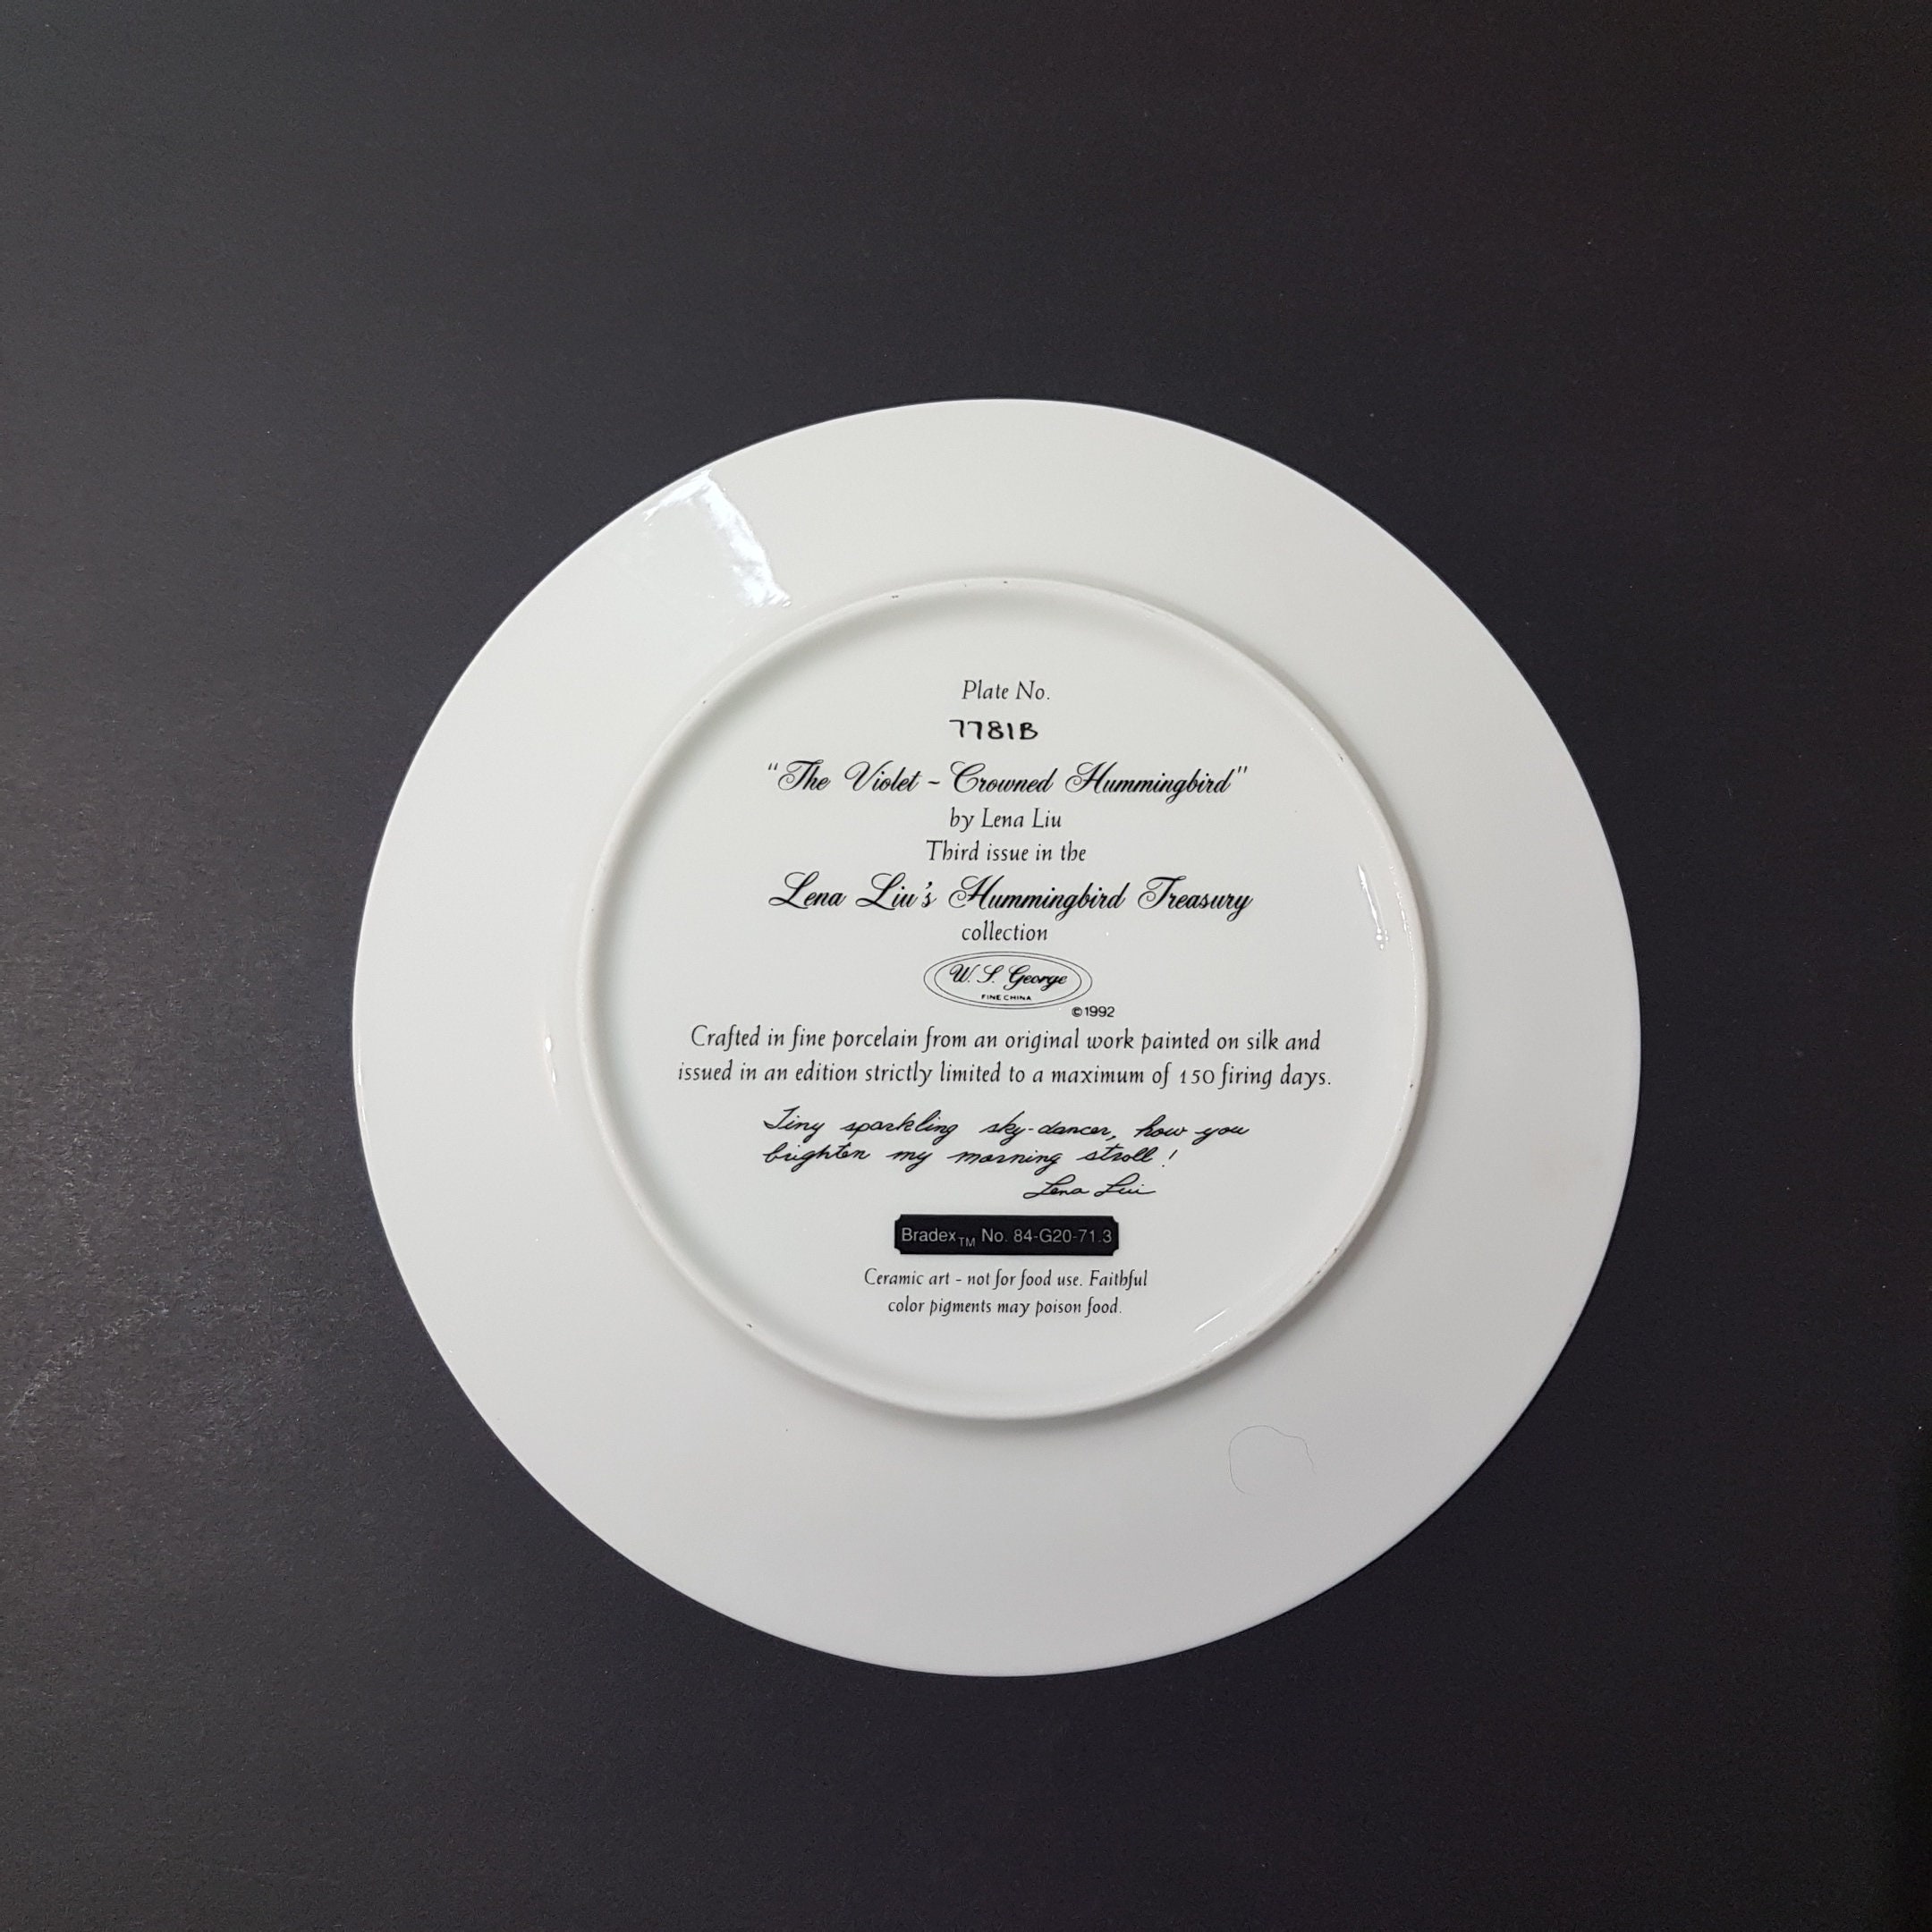 Plate No.
7781B
"The Violet ~ Crowned Hummingbird"
by Lena Liu
Third issue in the
Lena Liu's Hummingbird Treasury
collection
W. S. George
FINE CHINA
©1992
Crafted in fine porcelain from an original work painted on silk and
issued in an edition strictly limited to a maximum of 150 firing days.
Tiny sparkling sky-dancer, how you
brighten my morning stroll!
Lena Liu
Bradex™ No. 84-G20-71.3
Ceramic art - not for food use. Faithful
color pigments may poison food.